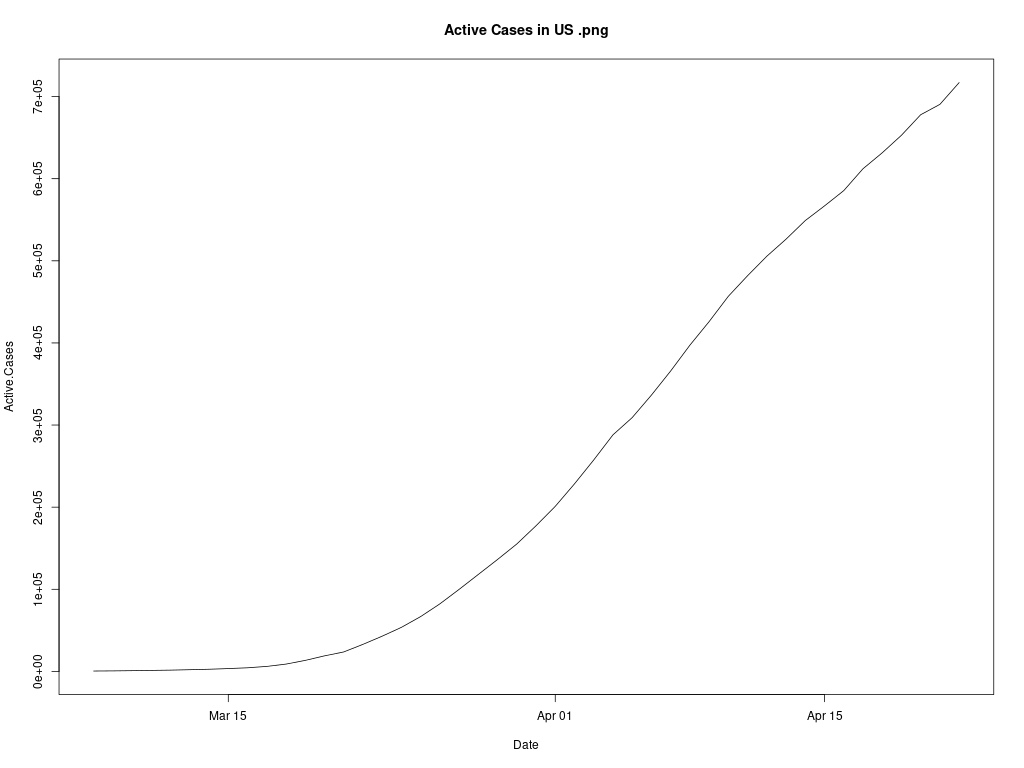 Active Cases in US .png
Active.Cases
7e+05
6e+05
5e+05
4e+05
3e+05
2e+05
1e+05
0e+00
Mar 15
Apr 01
Apr 15
Date